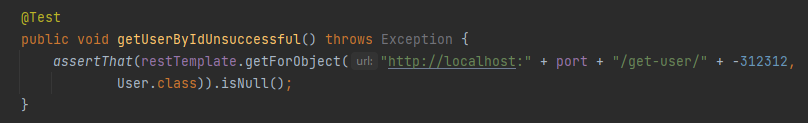 @Test
public void getUserByIdUnsuccessful() throws Exception {
assertThat(restTemplate.getForObject( url: "http://localhost:" + port + "/get-user/" + -312312,
User.class)).isNull();
}